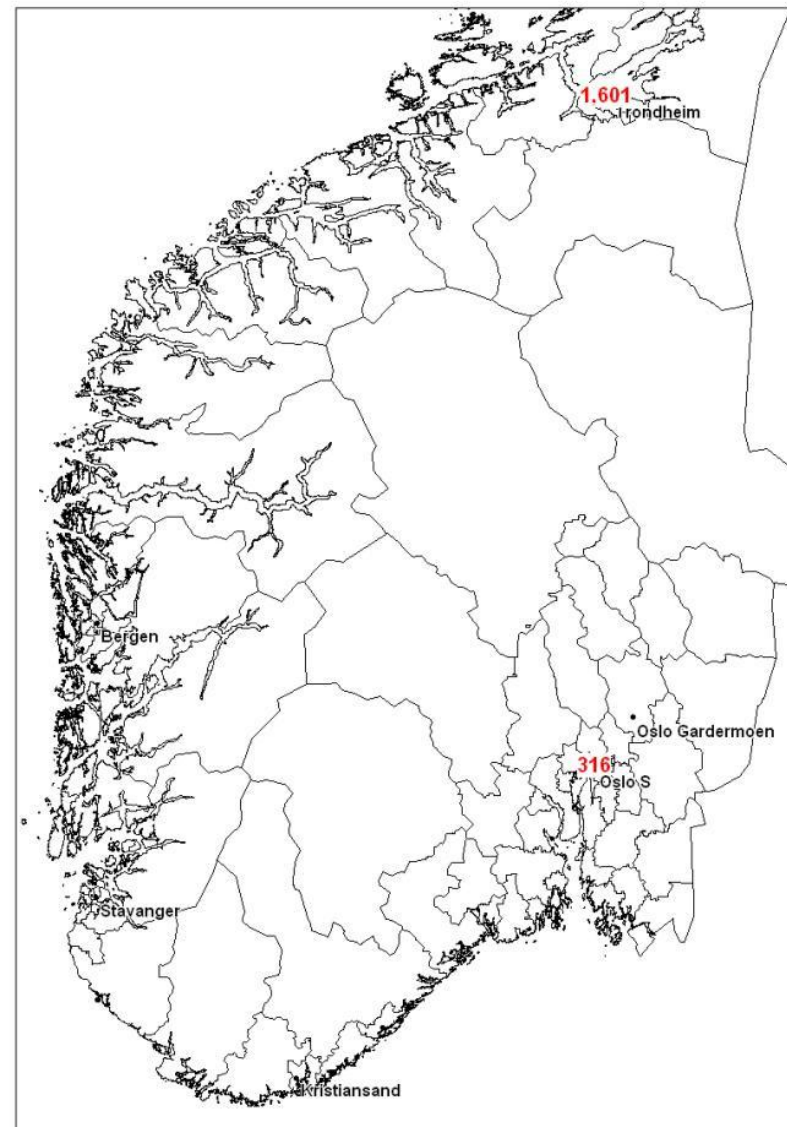 1.601
Trondheim
Bergen
Oslo Gardermoen
316
Oslo S
Stavanger
Kristiansand